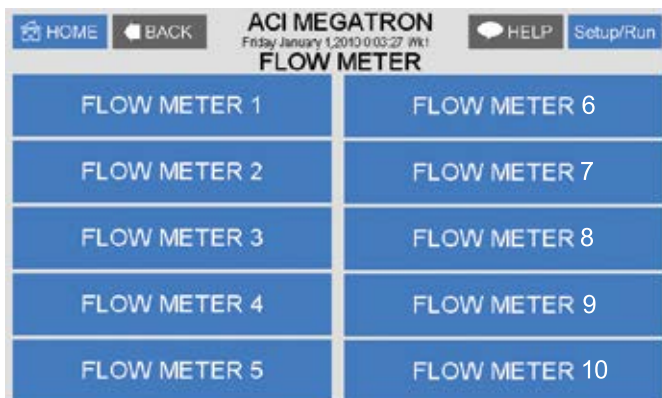 HOME
BACK
ACI MEGATRON
Friday January 1,2010 0:03:27 Wk1
FLOW METER
HELP
Setup/Run
FLOW METER 1
FLOW METER 2
FLOW METER 3
FLOW METER 4
FLOW METER 5
FLOW METER 6
FLOW METER 7
FLOW METER 8
FLOW METER 9
FLOW METER 10